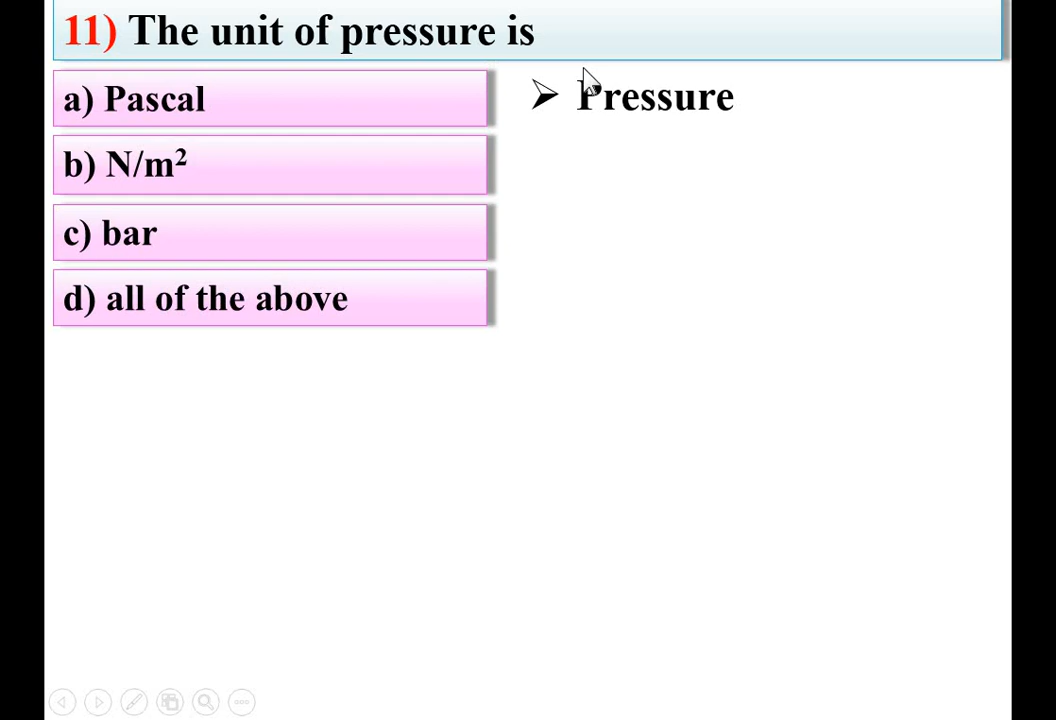 11) The unit of pressure is
a) Pascal
b) N/m²
c) bar
d) all of the above
➢ Pressure